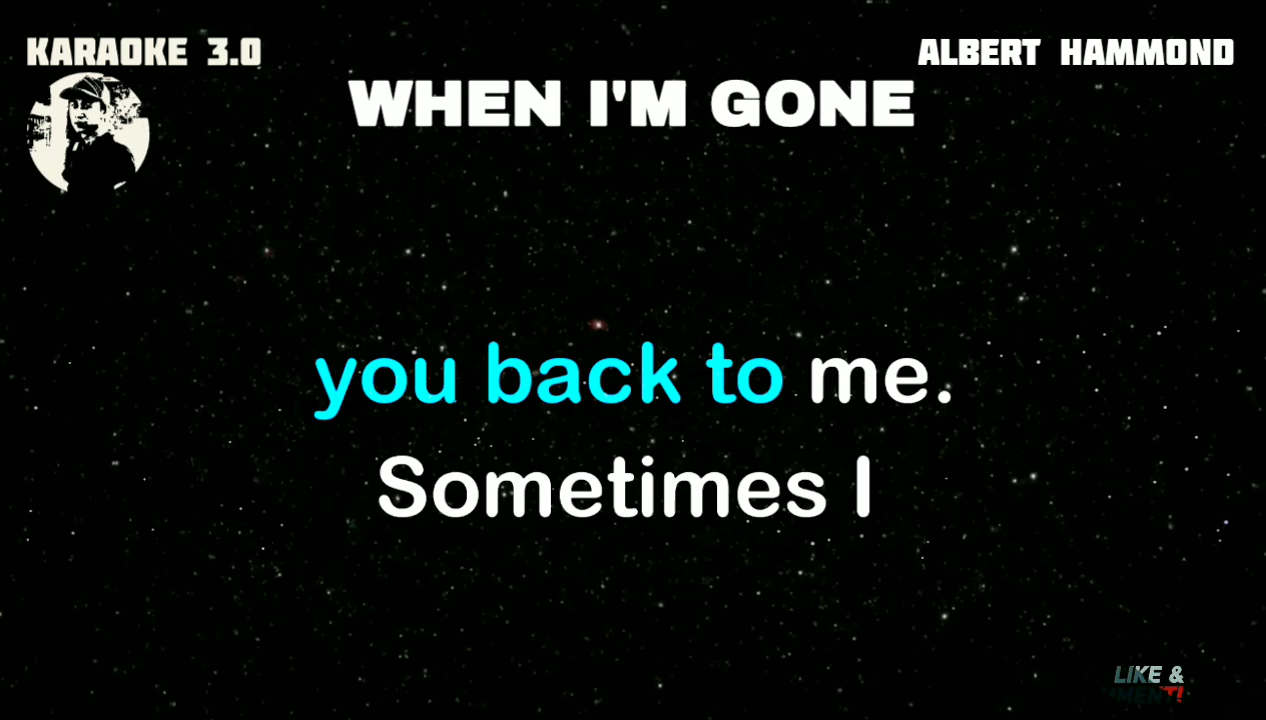 KARAOKE 3.0
ALBERT HAMMOND
WHEN I'M GONE
you back to me.
Sometimes I
LIKE &